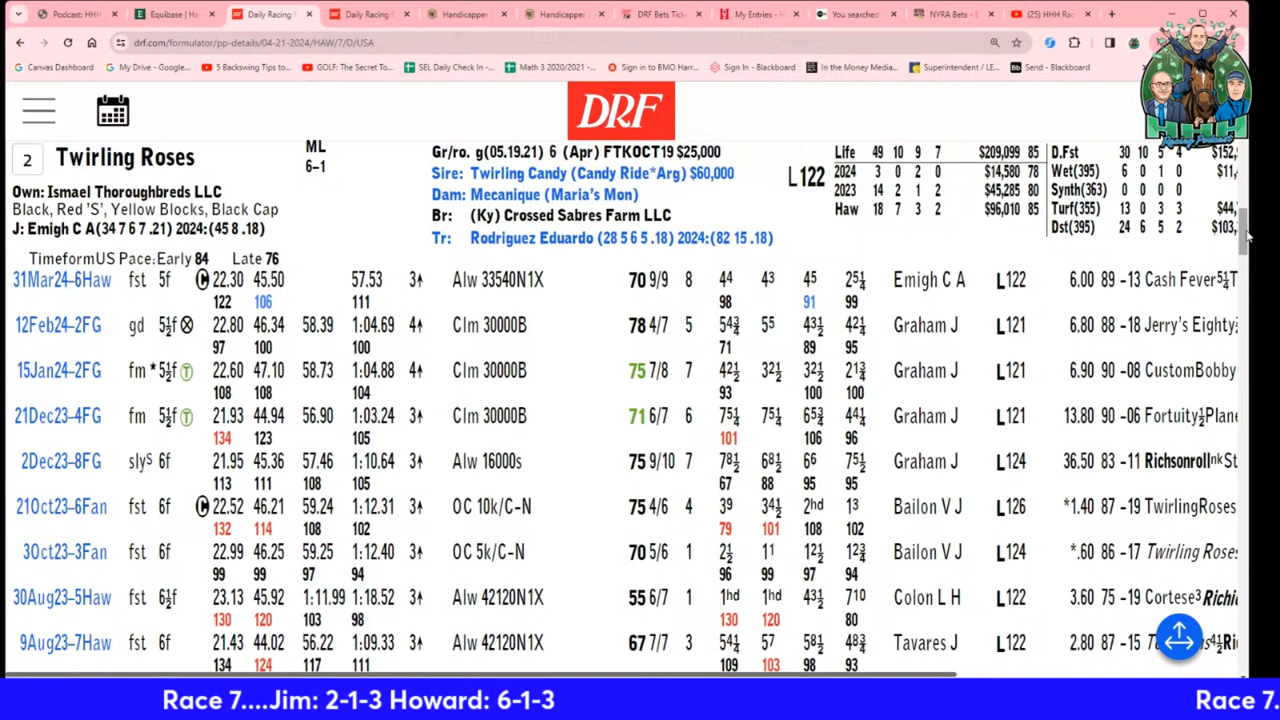 Podcast: HHH
Equibase | Ha
Daily Racing F
Daily Racing F
Handicapper
Handicapper
DRF Bets Tick
My Entries - H
You searched
NYRA Bets - E
(25) HHH Rac
drf.com/formulator/pp-details/04-21-2024/HAW/7/D/USA
Canvas Dashboard
My Drive - Google...
5 Backswing Tips to...
GOLF: The Secret To...
SEL Daily Check In -...
Math 3 2020/2021 -...
Sign in to BMO Harr...
Sign In - Blackboard
In the Money Media...
Superintendent / LE...
Send - Blackboard
HHH
RACING PODCAST
DRF
2 Twirling Roses
ML
6-1
Own: Ismael Thoroughbreds LLC
Black, Red 'S', Yellow Blocks, Black Cap
J: Emigh C A(34 7 6 7 .21) 2024:(45 8 .18)
Gr/ro. g(05.19.21) 6 (Apr) FTKOCT19 $25,000
Sire: Twirling Candy (Candy Ride*Arg) $60,000
Dam: Mecanique (Maria's Mon)
Br: (Ky) Crossed Sabres Farm LLC
Tr: Rodriguez Eduardo (28 5 6 5 .18) 2024:(82 15 .18)
L122
Life 49 10 9 7 $209,099 85
2024 3 0 2 0 $14,580 78
2023 14 2 1 2 $45,285 80
Haw 18 7 3 2 $96,010 85
D.Fst 30 10 5 4 $152,
Wet(395) 6 0 1 0 $11,
Synth(363) 0 0 0 0
Turf(355) 13 0 3 3 $44,
Dst(395) 24 6 5 2 $103,
TimeformUS Pace: Early 84 Late 76
31Mar24-6Haw fst 5f C 22.30 45.50 57.53 3↑ Alw 33540N1X 70 9/9 8 44 43 45 25¼ Emigh C A L122 6.00 89 -13 Cash Fever5¼T
122 106 111 98 91 99
12Feb24-2FG gd 5½f ⊗ 22.80 46.34 58.39 1:04.69 4↑ Clm 30000B 78 4/7 5 54¾ 55 43½ 42¼ Graham J L121 6.80 88 -18 Jerry's Eighty
97 100 100 71 89 95
15Jan24-2FG fm *5½f T 22.60 47.10 58.73 1:04.88 4↑ Clm 30000B 75 7/8 7 42½ 32½ 32½ 21¾ Graham J L121 6.90 90 -08 CustomBobby
108 108 104 93 100 100
21Dec23-4FG fm 5½f T 21.93 44.94 56.90 1:03.24 3↑ Clm 30000B 71 6/7 6 75¼ 75¼ 65¾ 44¼ Graham J L121 13.80 90 -06 Fortuity½Plane
134 123 105 101 106 96
2Dec23-8FG slyS 6f 21.95 45.36 57.46 1:10.64 3↑ Alw 16000s 75 9/10 7 78½ 68½ 66 75½ Graham J L124 36.50 83 -11 RichsonrollnkSt
113 111 108 105 67 88 95 95
21Oct23-6Fan fst 6f C 22.52 46.21 59.24 1:12.31 3↑ OC 10k/C-N 75 4/6 4 39 34½ 2hd 13 Bailon V J L126 *1.40 87 -19 TwirlingRoses
132 114 108 102 79 101 108 102
3Oct23-3Fan fst 6f 22.99 46.25 59.25 1:12.40 3↑ OC 5k/C-N 70 5/6 1 2½ 11 12½ 12¾ Bailon V J L124 *.60 86 -17 Twirling Roses
99 99 97 94 96 99 97 94
30Aug23-5Haw fst 6½f 23.13 45.92 1:11.99 1:18.52 3↑ Alw 42120N1X 55 6/7 1 1hd 1hd 43½ 710 Colon L H L122 3.60 75 -19 Cortese3 Richi
130 120 103 98 130 120 80
9Aug23-7Haw fst 6f 21.43 44.02 56.22 1:09.33 3↑ Alw 42120N1X 67 7/7 3 54¼ 57 58½ 48¾ Tavares J L122 2.80 87 -15
134 124 117 111 109 103 98 93
Race 7....Jim: 2-1-3 Howard: 6-1-3
Race 7.